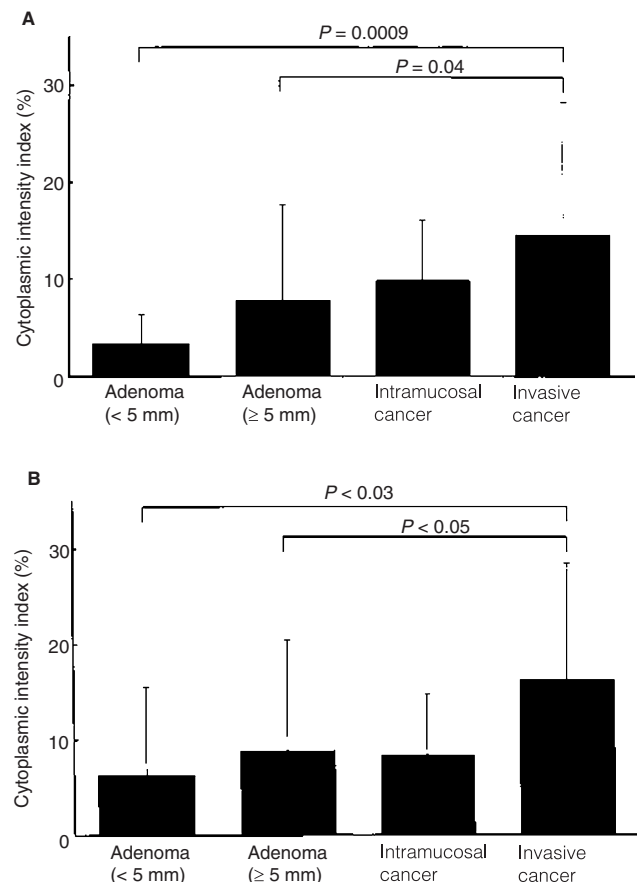 A
P = 0.0009
P = 0.04
Cytoplasmic intensity index (%)
30
20
10
0
Adenoma
(< 5 mm)
Adenoma
(≥ 5 mm)
Intramucosal
cancer
Invasive
cancer
B
P < 0.03
P < 0.05
Cytoplasmic intensity index (%)
30
20
10
0
Adenoma
(< 5 mm)
Adenoma
(≥ 5 mm)
Intramucosal
cancer
Invasive
cancer